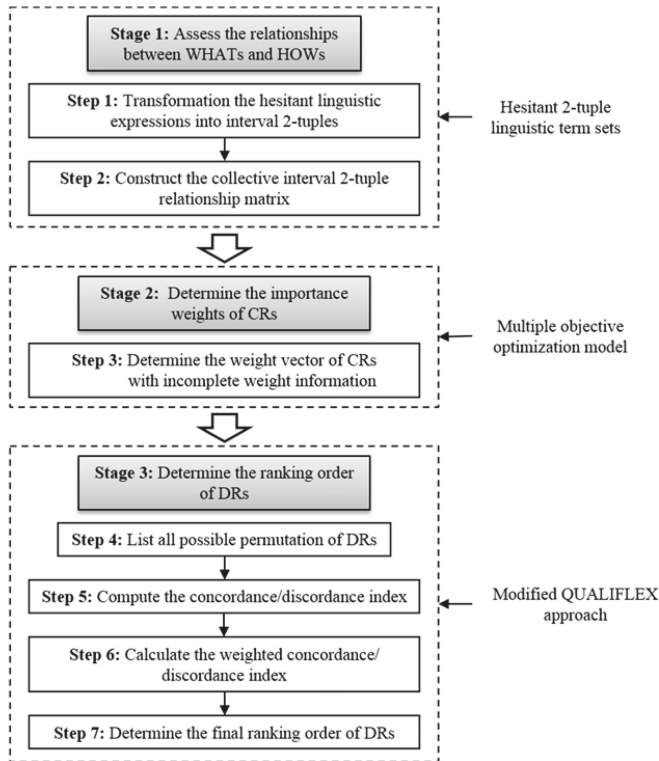 Stage 1: Assess the relationships
between WHATs and HOWs
Step 1: Transformation the hesitant linguistic
expressions into interval 2-tuples
Step 2: Construct the collective interval 2-tuple
relationship matrix
Hesitant 2-tuple
linguistic term sets
Stage 2: Determine the importance
weights of CRs
Step 3: Determine the weight vector of CRs
with incomplete weight information
Multiple objective
optimization model
Stage 3: Determine the ranking order
of DRs
Step 4: List all possible permutation of DRs
Step 5: Compute the concordance/discordance index
Step 6: Calculate the weighted concordance/
discordance index
Step 7: Determine the final ranking order of DRs
Modified QUALIFLEX
approach